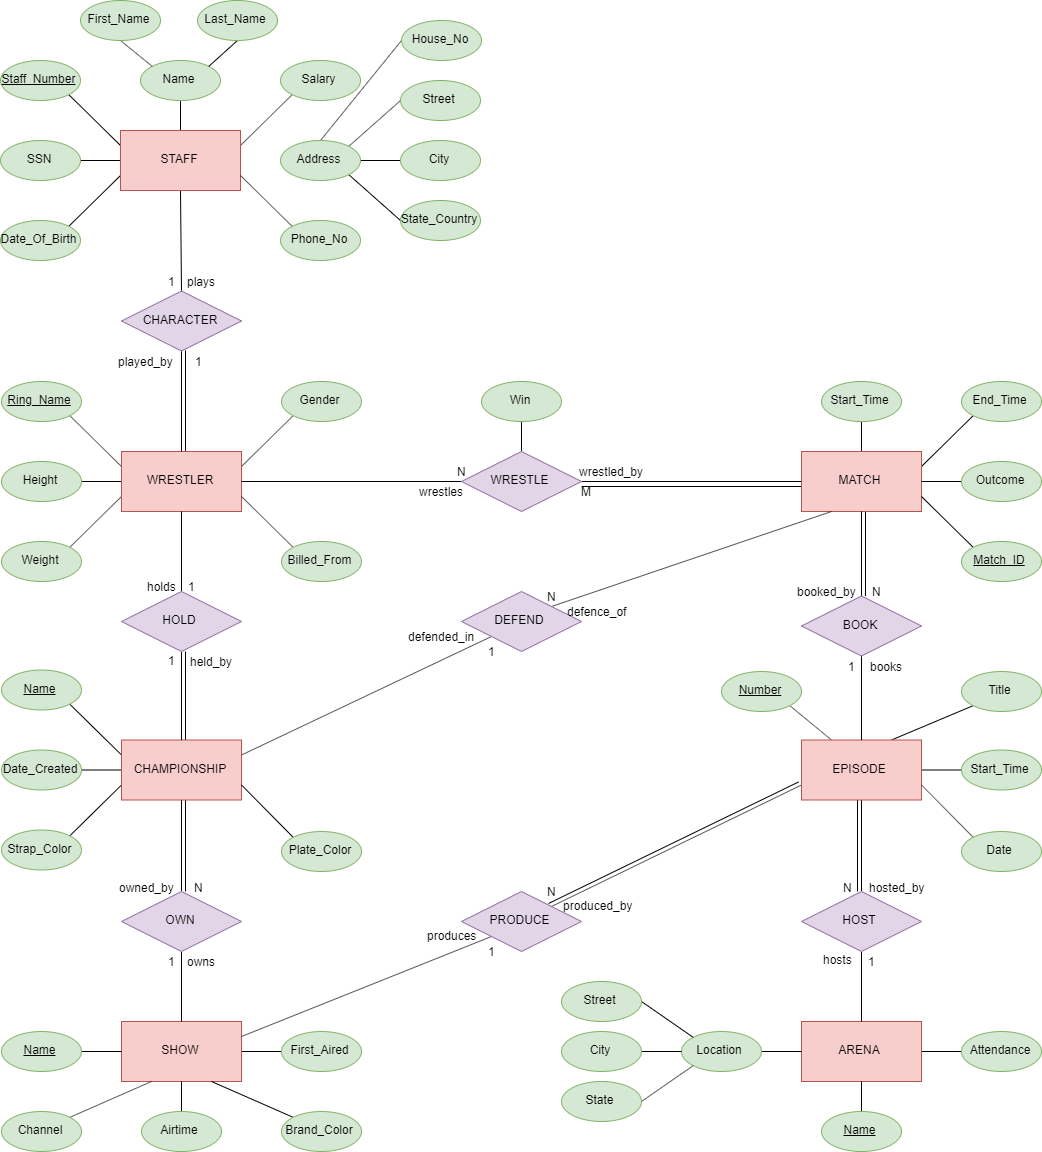 First_Name
Last_Name
House_No
Staff_Number
Name
Salary
Street
SSN
STAFF
Address
City
Date_Of_Birth
Phone_No
State_Country
1 plays
CHARACTER
played_by 1
Ring_Name
Gender
Win
Start_Time
End_Time
Height
WRESTLER
N
wrestles
WRESTLE
wrestled_by
M
MATCH
Outcome
Weight
Billed_From
Match_ID
holds 1
HOLD
1 held_by
N
defence_of
DEFEND
defended_in
1
booked_by N
BOOK
1 books
Name
Number
Title
Date_Created
CHAMPIONSHIP
EPISODE
Start_Time
Strap_Color
Plate_Color
Date
owned_by N
OWN
1 owns
N
produced_by
PRODUCE
produces
1
N hosted_by
HOST
hosts 1
Name
SHOW
First_Aired
Street
City
State
Location
ARENA
Attendance
Channel
Airtime
Brand_Color
Name